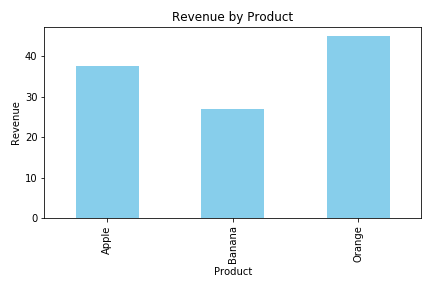 Revenue by Product
Revenue
40
30
20
10
0
Apple
Banana
Orange
Product